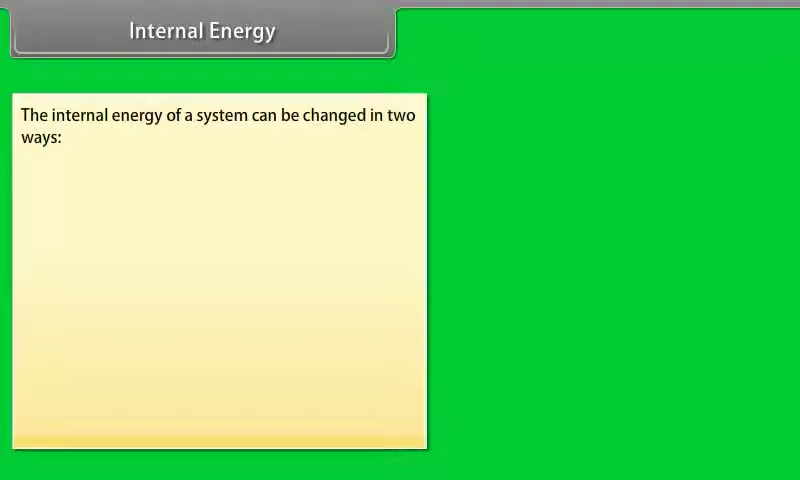 Internal Energy
The internal energy of a system can be changed in two
ways: